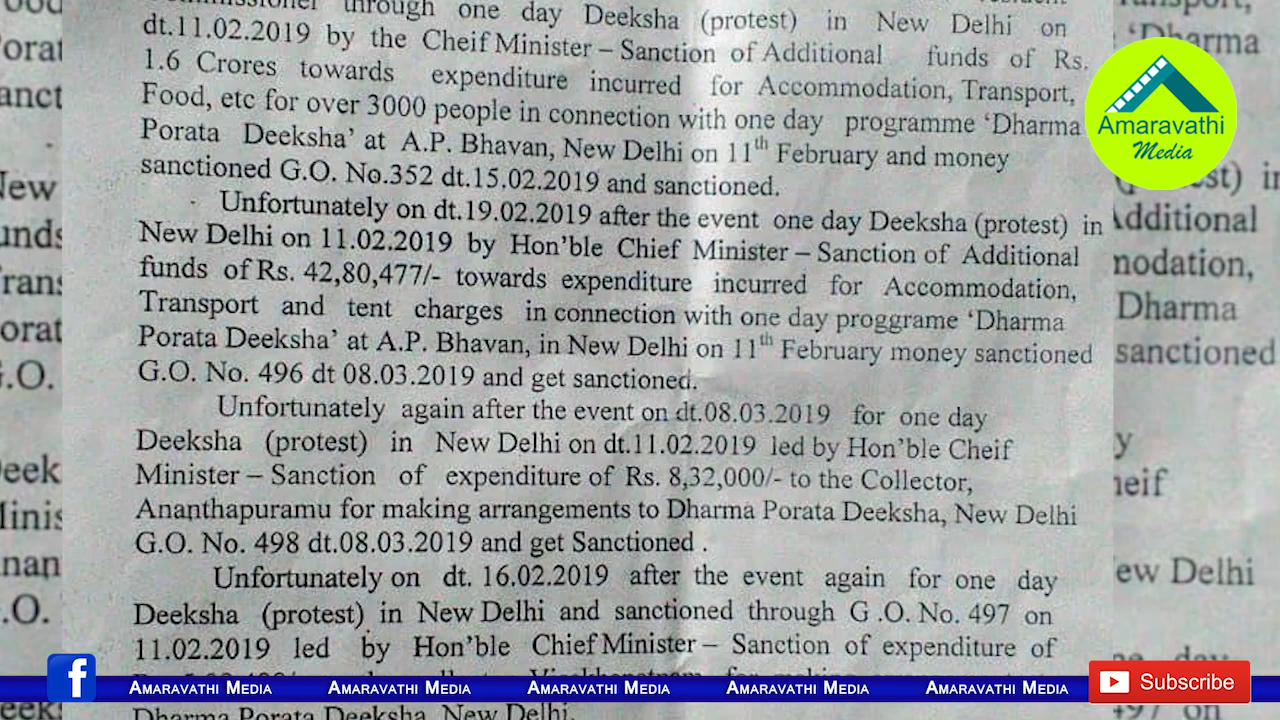 through one day Deeksha (protest) in New Delhi on
dt.11.02.2019 by the Cheif Minister – Sanction of Additional funds of Rs.
1.6 Crores towards expenditure incurred for Accommodation, Transport,
Food, etc for over 3000 people in connection with one day programme ‘Dharma
Porata Deeksha’ at A.P. Bhavan, New Delhi on 11th February and money
sanctioned G.O. No.352 dt.15.02.2019 and sanctioned.
Unfortunately on dt.19.02.2019 after the event one day Deeksha (protest) in
New Delhi on 11.02.2019 by Hon’ble Chief Minister – Sanction of Additional
funds of Rs. 42,80,477/- towards expenditure incurred for Accommodation,
Transport and tent charges in connection with one day proggrame ‘Dharma
Porata Deeksha’ at A.P. Bhavan, in New Delhi on 11th February money sanctioned
G.O. No. 496 dt 08.03.2019 and get sanctioned.
Unfortunately again after the event on dt.08.03.2019 for one day
Deeksha (protest) in New Delhi on dt.11.02.2019 led by Hon’ble Cheif
Minister – Sanction of expenditure of Rs. 8,32,000/- to the Collector,
Ananthapuramu for making arrangements to Dharma Porata Deeksha, New Delhi
G.O. No. 498 dt.08.03.2019 and get Sanctioned .
Unfortunately on dt. 16.02.2019 after the event again for one day
Deeksha (protest) in New Delhi and sanctioned through G .O. No. 497 on
11.02.2019 led by Hon’ble Chief Minister – Sanction of expenditure of
Dharma Porata Deeksha, New Delhi.
Amaravathi
Media
Amaravathi Media Amaravathi Media Amaravathi Media Amaravathi Media Amaravathi Media
Subscribe